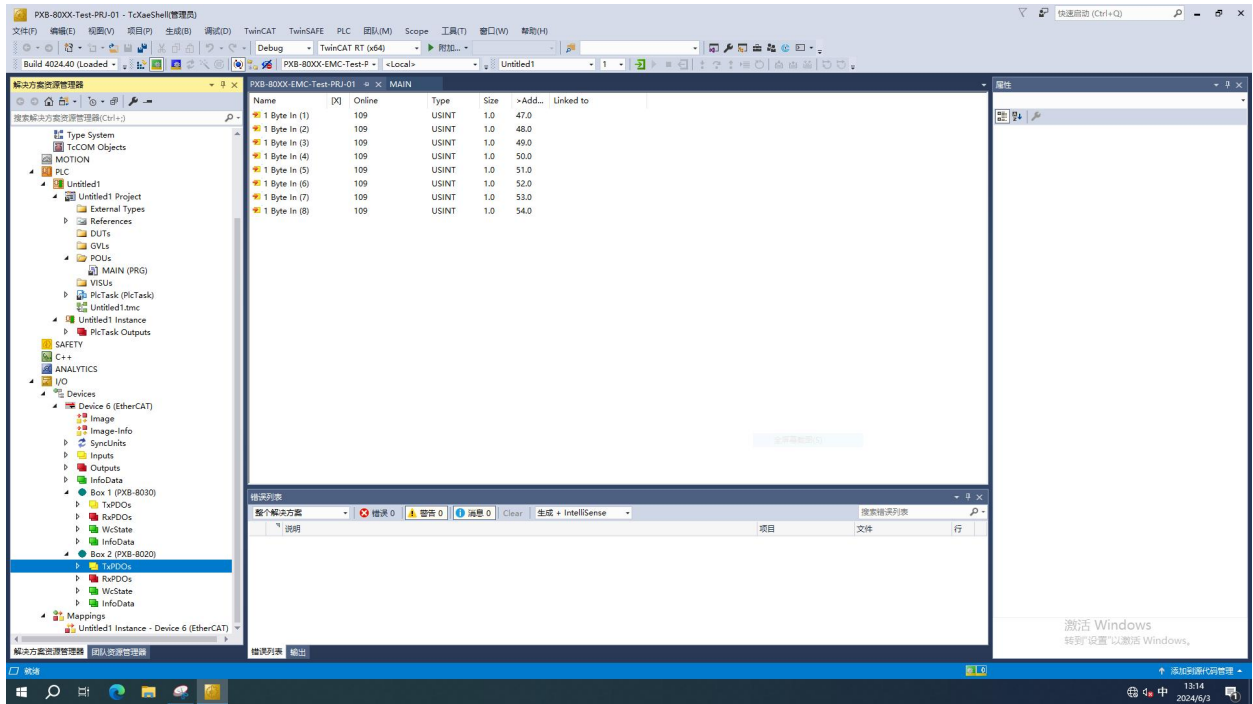 PXB-80XX-Test-PRJ-01 - TcXaeShell(管理员)
快速启动 (Ctrl+Q)
文件(F) 编辑(E) 视图(V) 项目(P) 生成(B) 调试(D) TwinCAT TwinSAFE PLC 团队(M) Scope 工具(T) 窗口(W) 帮助(H)
Debug TwinCAT RT (x64) 附加...
Build 4024.40 (Loaded PXB-80XX-EMC-Test-P <Local> Untitled1 1
解决方案资源管理器
搜索解决方案资源管理器(Ctrl+;)
Type System
TcCOM Objects
MOTION
PLC
Untitled1
Untitled1 Project
External Types
References
DUTs
GVLs
POUs
MAIN (PRG)
VISUs
PlcTask (PlcTask)
Untitled1.tmc
Untitled1 Instance
PlcTask Outputs
SAFETY
C++
ANALYTICS
I/O
Devices
Device 6 (EtherCAT)
Image
Image-Info
SyncUnits
Inputs
Outputs
InfoData
Box 1 (PXB-8030)
TxPDOs
RxPDOs
WcState
InfoData
Box 2 (PXB-8020)
TxPDOs
RxPDOs
WcState
InfoData
Mappings
Untitled1 Instance - Device 6 (EtherCAT)
解决方案资源管理器 团队资源管理器
PXB-80XX-EMC-Test-PRJ-01 MAIN
Name [X] Online Type Size >Add... Linked to
1 Byte In (1) 109 USINT 1.0 47.0
1 Byte In (2) 109 USINT 1.0 48.0
1 Byte In (3) 109 USINT 1.0 49.0
1 Byte In (4) 109 USINT 1.0 50.0
1 Byte In (5) 109 USINT 1.0 51.0
1 Byte In (6) 109 USINT 1.0 52.0
1 Byte In (7) 109 USINT 1.0 53.0
1 Byte In (8) 109 USINT 1.0 54.0
错误列表
整个解决方案 错误 0 警告 0 消息 0 Clear 生成 + IntelliSense 搜索错误列表
说明 项目 文件 行
错误列表 输出
属性
激活 Windows
转到"设置"以激活 Windows。
就绪 0 添加到源代码管理
中 13:14
2024/6/3